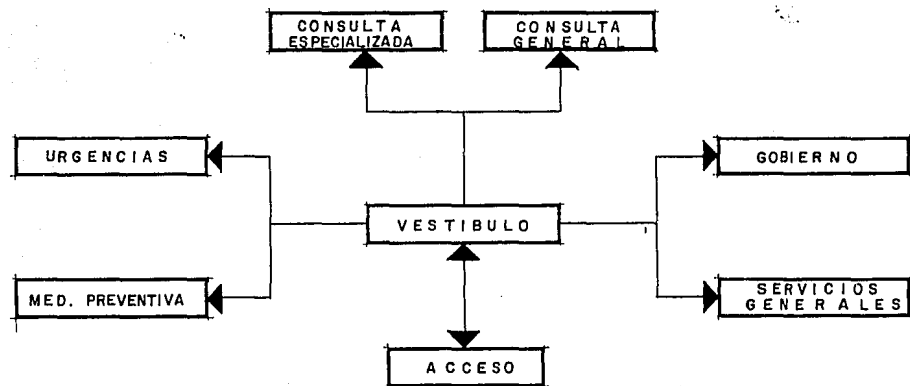 CONSULTA
ESPECIALIZADA
CONSULTA
GENERAL
URGENCIAS
GOBIERNO
VESTIBULO
MED. PREVENTIVA
SERVICIOS
GENERALES
ACCESO